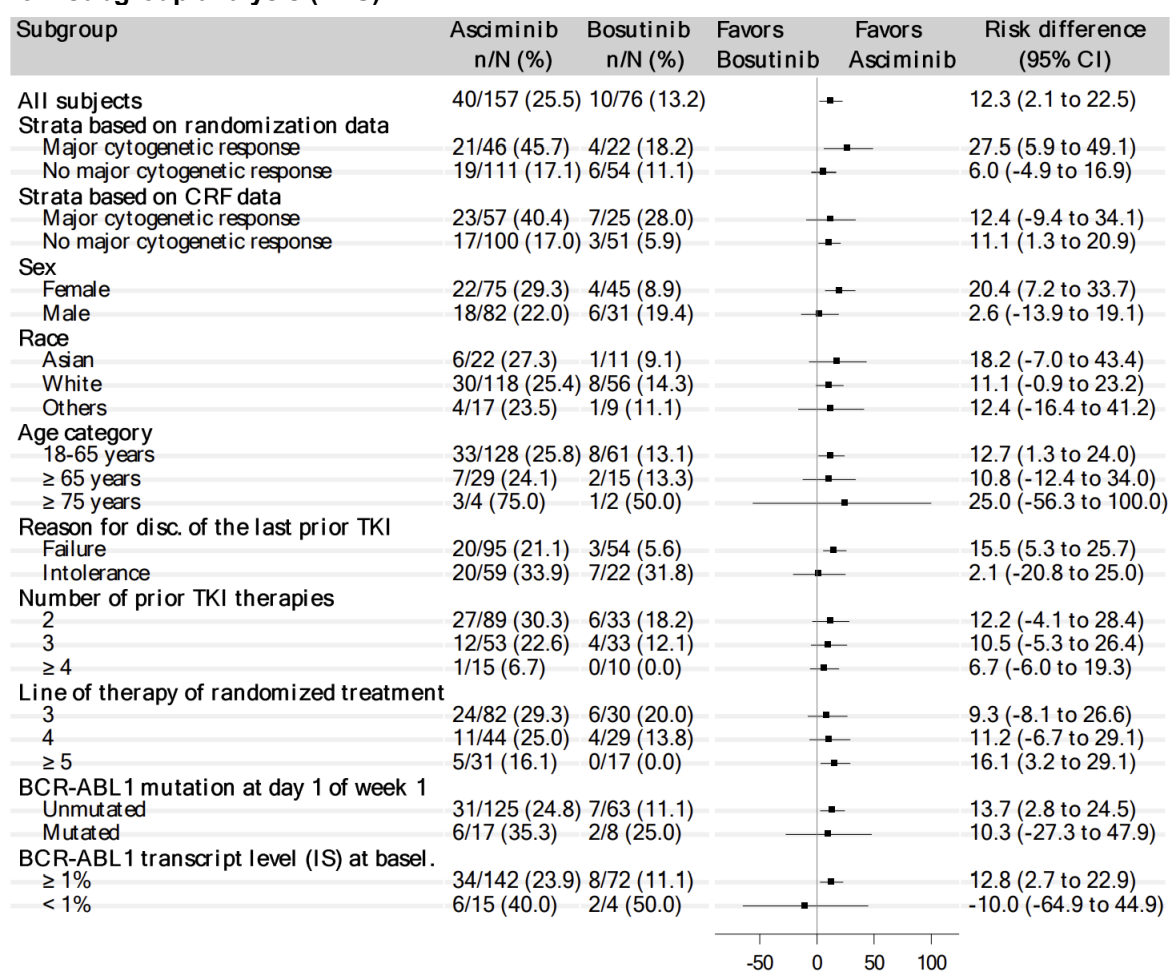 Subgroup Asciminib Bosutinib Favors Favors Risk difference
n/N (%) n/N (%) Bosutinib Asciminib (95% CI)
All subjects 40/157 (25.5) 10/76 (13.2) 12.3 (2.1 to 22.5)
Strata based on randomization data
Major cytogenetic response 21/46 (45.7) 4/22 (18.2) 27.5 (5.9 to 49.1)
No major cytogenetic response 19/111 (17.1) 6/54 (11.1) 6.0 (-4.9 to 16.9)
Strata based on CRF data
Major cytogenetic response 23/57 (40.4) 7/25 (28.0) 12.4 (-9.4 to 34.1)
No major cytogenetic response 17/100 (17.0) 3/51 (5.9) 11.1 (1.3 to 20.9)
Sex
Female 22/75 (29.3) 4/45 (8.9) 20.4 (7.2 to 33.7)
Male 18/82 (22.0) 6/31 (19.4) 2.6 (-13.9 to 19.1)
Race
Asian 6/22 (27.3) 1/11 (9.1) 18.2 (-7.0 to 43.4)
White 30/118 (25.4) 8/56 (14.3) 11.1 (-0.9 to 23.2)
Others 4/17 (23.5) 1/9 (11.1) 12.4 (-16.4 to 41.2)
Age category
18-65 years 33/128 (25.8) 8/61 (13.1) 12.7 (1.3 to 24.0)
≥ 65 years 7/29 (24.1) 2/15 (13.3) 10.8 (-12.4 to 34.0)
≥ 75 years 3/4 (75.0) 1/2 (50.0) 25.0 (-56.3 to 100.0)
Reason for disc. of the last prior TKI
Failure 20/95 (21.1) 3/54 (5.6) 15.5 (5.3 to 25.7)
Intolerance 20/59 (33.9) 7/22 (31.8) 2.1 (-20.8 to 25.0)
Number of prior TKI therapies
2 27/89 (30.3) 6/33 (18.2) 12.2 (-4.1 to 28.4)
3 12/53 (22.6) 4/33 (12.1) 10.5 (-5.3 to 26.4)
≥ 4 1/15 (6.7) 0/10 (0.0) 6.7 (-6.0 to 19.3)
Line of therapy of randomized treatment
3 24/82 (29.3) 6/30 (20.0) 9.3 (-8.1 to 26.6)
4 11/44 (25.0) 4/29 (13.8) 11.2 (-6.7 to 29.1)
≥ 5 5/31 (16.1) 0/17 (0.0) 16.1 (3.2 to 29.1)
BCR-ABL1 mutation at day 1 of week 1
Unmutated 31/125 (24.8) 7/63 (11.1) 13.7 (2.8 to 24.5)
Mutated 6/17 (35.3) 2/8 (25.0) 10.3 (-27.3 to 47.9)
BCR-ABL1 transcript level (IS) at basel.
≥ 1% 34/142 (23.9) 8/72 (11.1) 12.8 (2.7 to 22.9)
< 1% 6/15 (40.0) 2/4 (50.0) -10.0 (-64.9 to 44.9)
-50 0 50 100